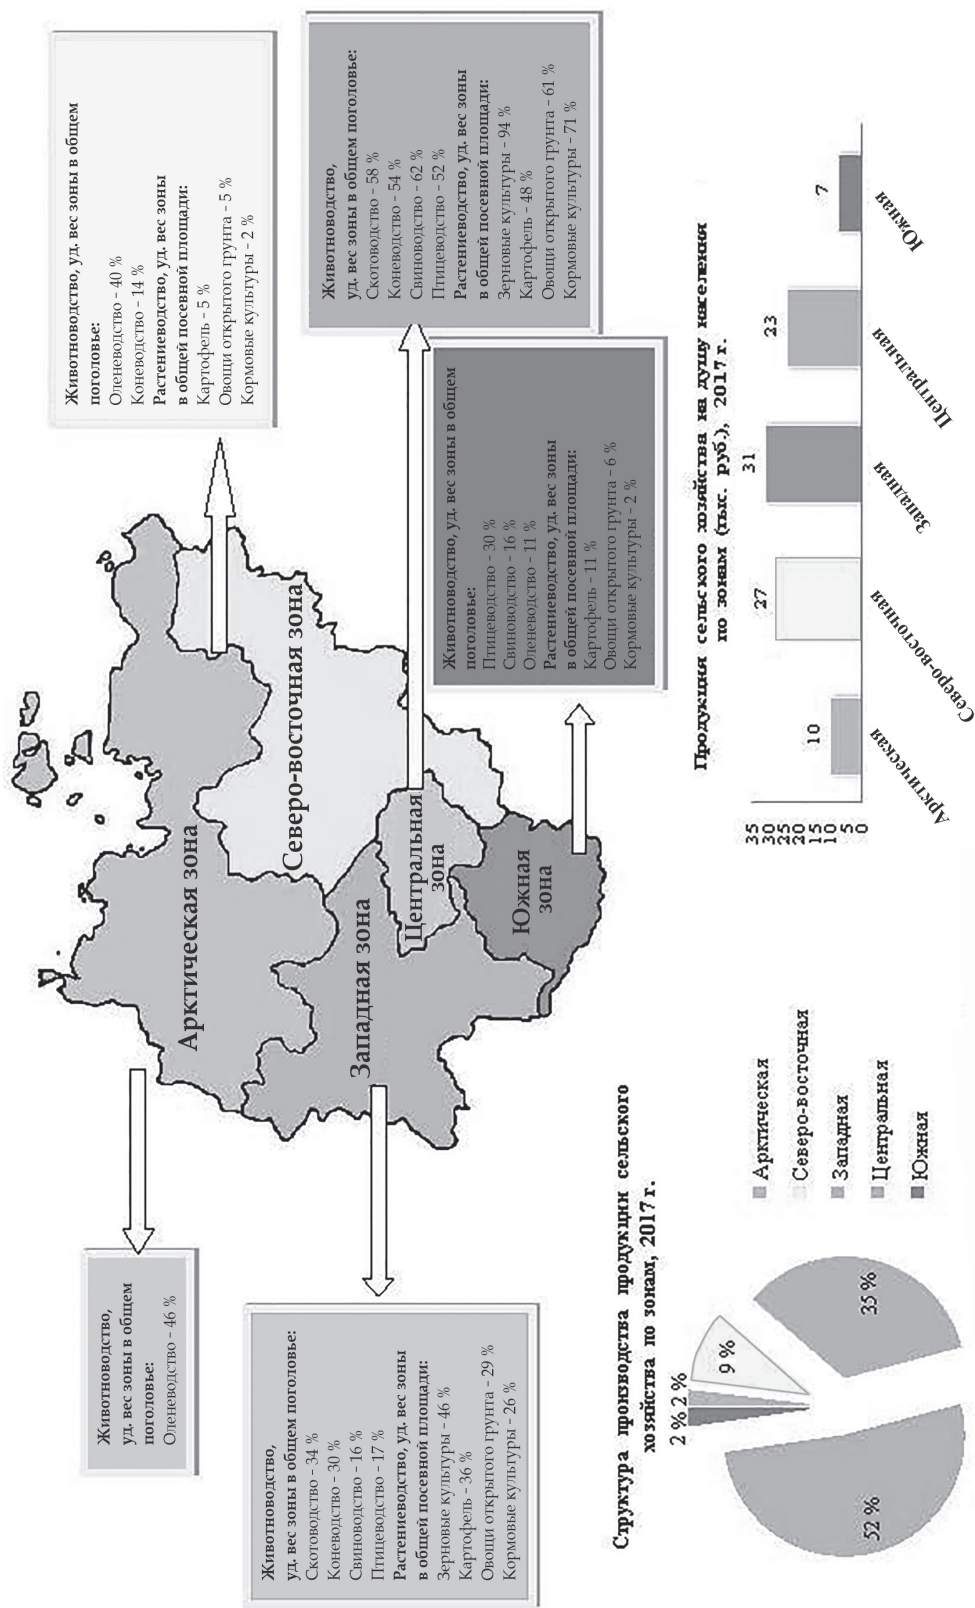 Животноводство,
уд. вес зоны в общем
поголовье:
Оленеводство – 46 %
Животноводство, уд. вес зоны в общем
поголовье:
Оленеводство – 40 %
Коневодство – 14 %
Растениеводство, уд. вес зоны
в общей посевной площади:
Картофель – 5 %
Овощи открытого грунта – 5 %
Кормовые культуры – 2 %
Арктическая зона
Северо-восточная зона
Западная зона
Центральная
зона
Южная
зона
Животноводство,
уд. вес зоны в общем поголовье:
Скотоводство – 34 %
Коневодство – 30 %
Свиноводство – 16 %
Птицеводство – 17 %
Растениеводство, уд. вес зоны
в общей посевной площади:
Зерновые культуры – 46 %
Картофель – 36 %
Овощи открытого грунта – 29 %
Кормовые культуры – 26 %
Животноводство,
уд. вес зоны в общем поголовье:
Скотоводство – 58 %
Коневодство – 54 %
Свиноводство – 62 %
Птицеводство – 52 %
Растениеводство, уд. вес зоны
в общей посевной площади:
Зерновые культуры – 94 %
Картофель – 48 %
Овощи открытого грунта – 61 %
Кормовые культуры – 71 %
Животноводство, уд. вес зоны в общем
поголовье:
Птицеводство – 30 %
Свиноводство – 16 %
Оленеводство – 11 %
Растениеводство, уд. вес зоны
в общей посевной площади:
Картофель – 11 %
Овощи открытого грунта – 6 %
Кормовые культуры – 2 %
Структура производства продукции сельского
хозяйства по зонам, 2017 г.
2 %
2 %
9 %
35 %
52 %
Арктическая
Северо-восточная
Западная
Центральная
Южная
Продукция сельского хозяйства на душу населения
по зонам (тыс. руб.), 2017 г.
35
30
25
20
15
10
5
0
10
27
31
23
7
Арктическая
Северо-восточная
Западная
Центральная
Южная